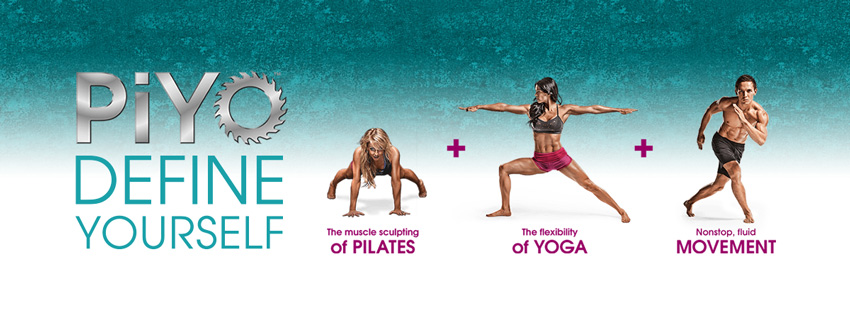 PiYO
DEFINE
YOURSELF
The muscle sculpting
of PILATES
+
The flexibility
of YOGA
+
Nonstop, fluid
MOVEMENT